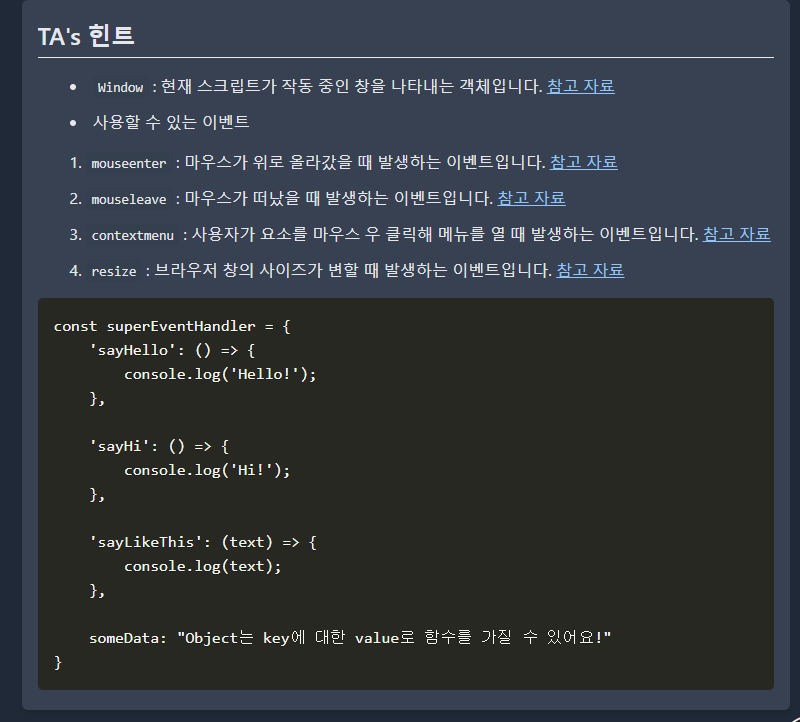 TA's 힌트
Window : 현재 스크립트가 작동 중인 창을 나타내는 객체입니다. 참고 자료
사용할 수 있는 이벤트
1. mouseenter : 마우스가 위로 올라갔을 때 발생하는 이벤트입니다. 참고 자료
2. mouseleave : 마우스가 떠났을 때 발생하는 이벤트입니다. 참고 자료
3. contextmenu : 사용자가 요소를 마우스 우 클릭해 메뉴를 열 때 발생하는 이벤트입니다. 참고 자료
4. resize : 브라우저 창의 사이즈가 변할 때 발생하는 이벤트입니다. 참고 자료
const superEventHandler = {
    'sayHello': () => {
        console.log('Hello!');
    },
    'sayHi': () => {
        console.log('Hi!');
    },
    'sayLikeThis': (text) => {
        console.log(text);
    },
    someData: "Object는 key에 대한 value로 함수를 가질 수 있어요!"
}